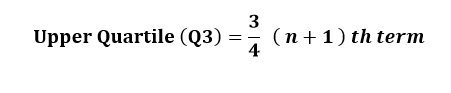 Upper Quartile (Q3) = 3/4 ( n + 1 ) th term